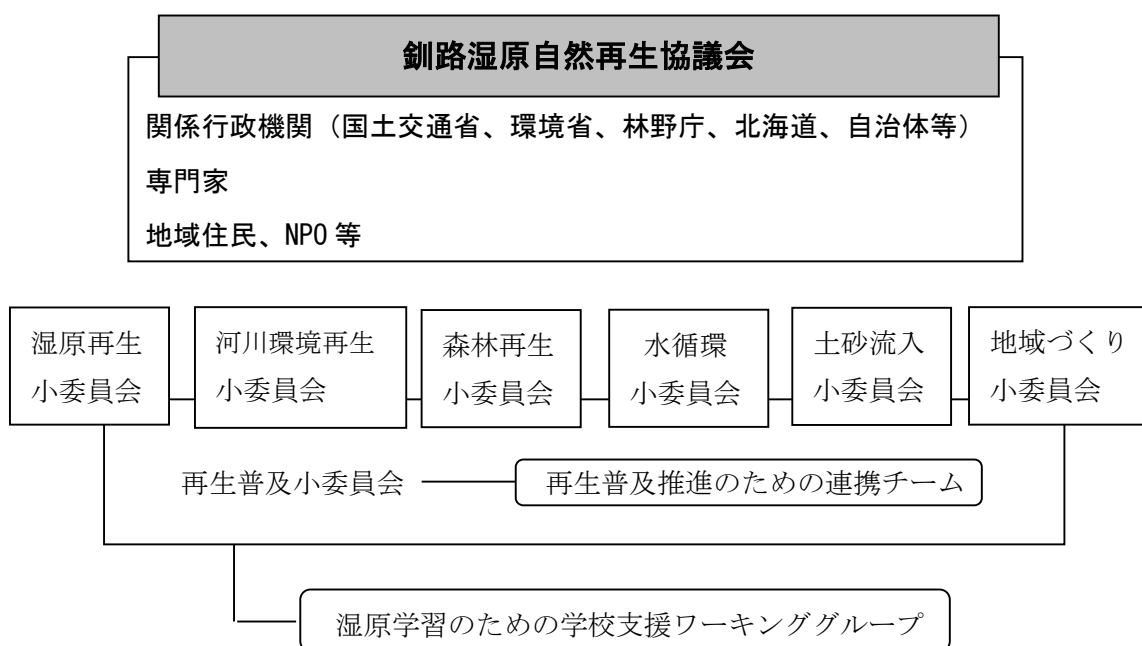 釧路湿原自然再生協議会
関係行政機関（国土交通省、環境省、林野庁、北海道、自治体等）
専門家
地域住民、NPO 等
湿原再生
小委員会
河川環境再生
小委員会
森林再生
小委員会
水循環
小委員会
土砂流入
小委員会
地域づくり
小委員会
再生普及小委員会
再生普及推進のための連携チーム
湿原学習のための学校支援ワーキンググループ